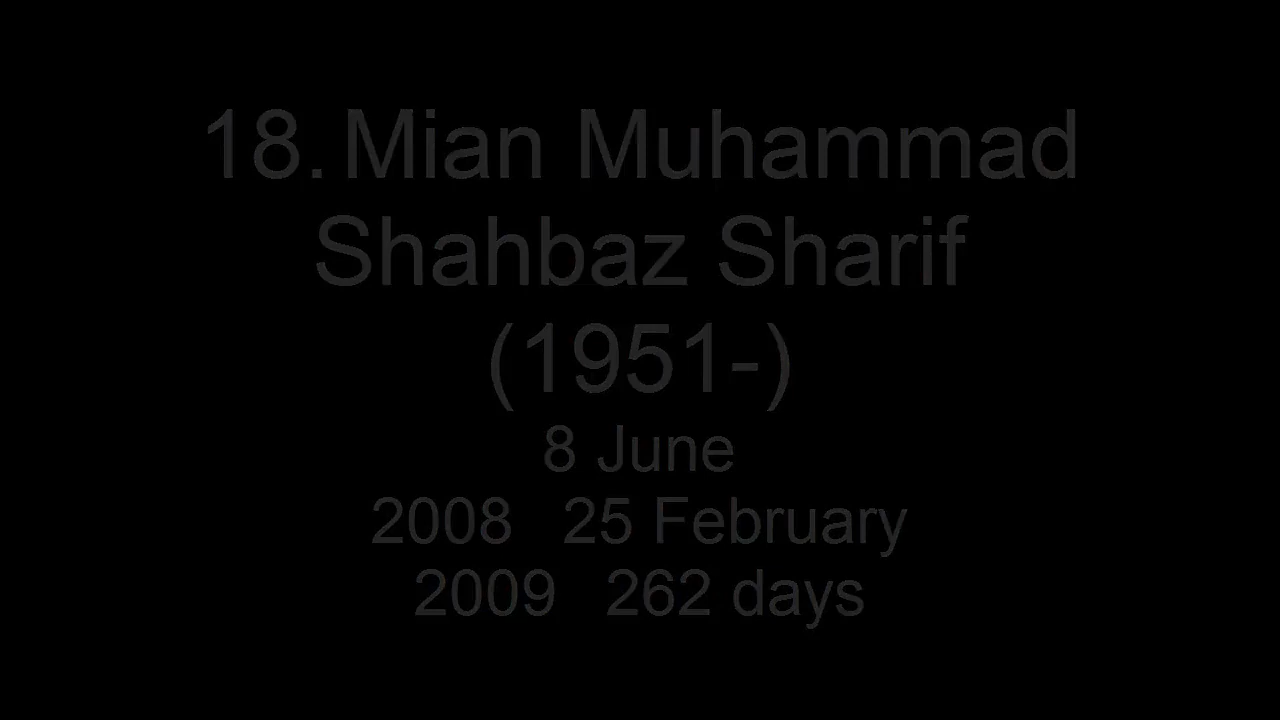 18. Mian Muhammad
Shahbaz Sharif
(1951-)
8 June
2008 25 February
2009 262 days